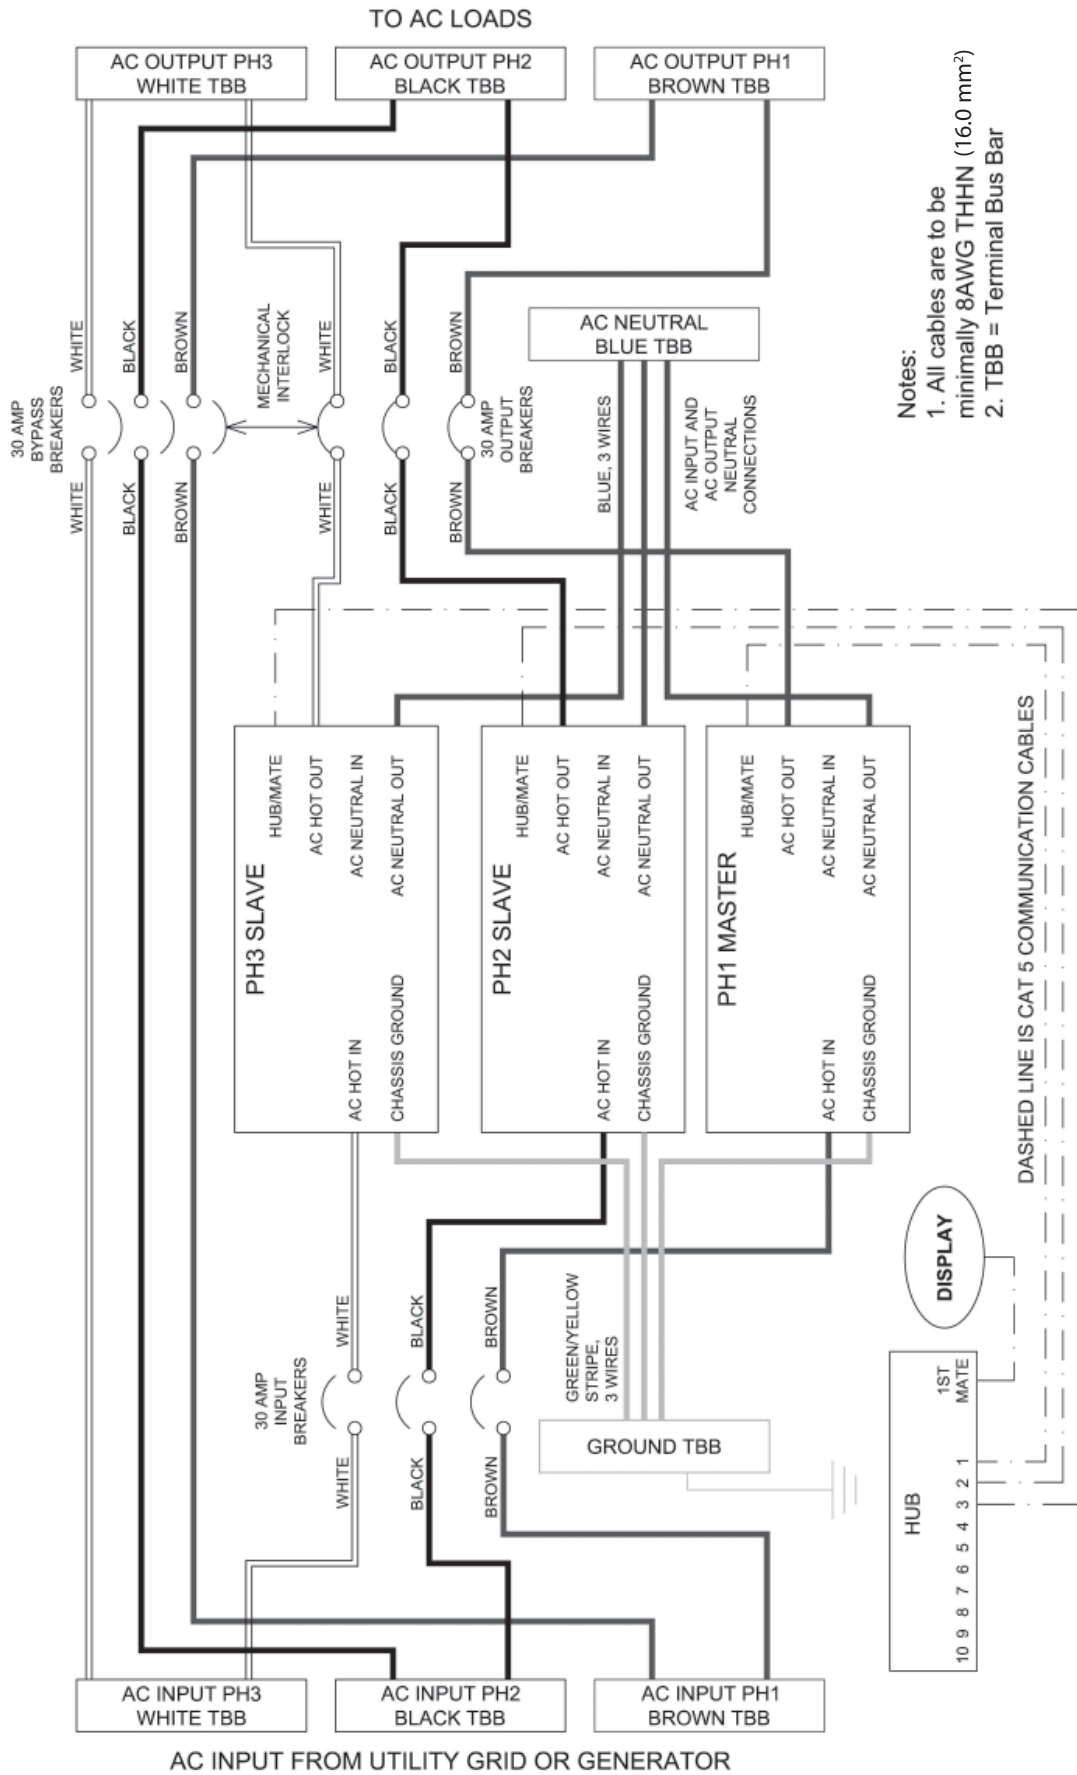 TO AC LOADS
AC OUTPUT PH3
WHITE TBB
AC OUTPUT PH2
BLACK TBB
AC OUTPUT PH1
BROWN TBB
Notes:
1. All cables are to be
minimally 8AWG THHN (16.0 mm²)
2. TBB = Terminal Bus Bar
30 AMP
BYPASS
BREAKERS
WHITE
BLACK
BROWN
MECHANICAL
INTERLOCK
WHITE
BLACK
BROWN
30 AMP
OUTPUT
BREAKERS
WHITE
BLACK
BROWN
WHITE
BLACK
BROWN
AC NEUTRAL
BLUE TBB
BLUE, 3 WIRES
AC INPUT AND
AC OUTPUT
NEUTRAL
CONNECTIONS
PH3 SLAVE
HUB/MATE
AC HOT OUT
AC NEUTRAL IN
AC NEUTRAL OUT
AC HOT IN
CHASSIS GROUND
PH2 SLAVE
HUB/MATE
AC HOT OUT
AC NEUTRAL IN
AC NEUTRAL OUT
AC HOT IN
CHASSIS GROUND
PH1 MASTER
HUB/MATE
AC HOT OUT
AC NEUTRAL IN
AC NEUTRAL OUT
AC HOT IN
CHASSIS GROUND
DASHED LINE IS CAT 5 COMMUNICATION CABLES
30 AMP
INPUT
BREAKERS
WHITE
BLACK
BROWN
WHITE
BLACK
BROWN
GREEN/YELLOW
STRIPE,
3 WIRES
GROUND TBB
DISPLAY
HUB
1ST
MATE
10 9 8 7 6 5 4 3 2 1
AC INPUT PH3
WHITE TBB
AC INPUT PH2
BLACK TBB
AC INPUT PH1
BROWN TBB
AC INPUT FROM UTILITY GRID OR GENERATOR